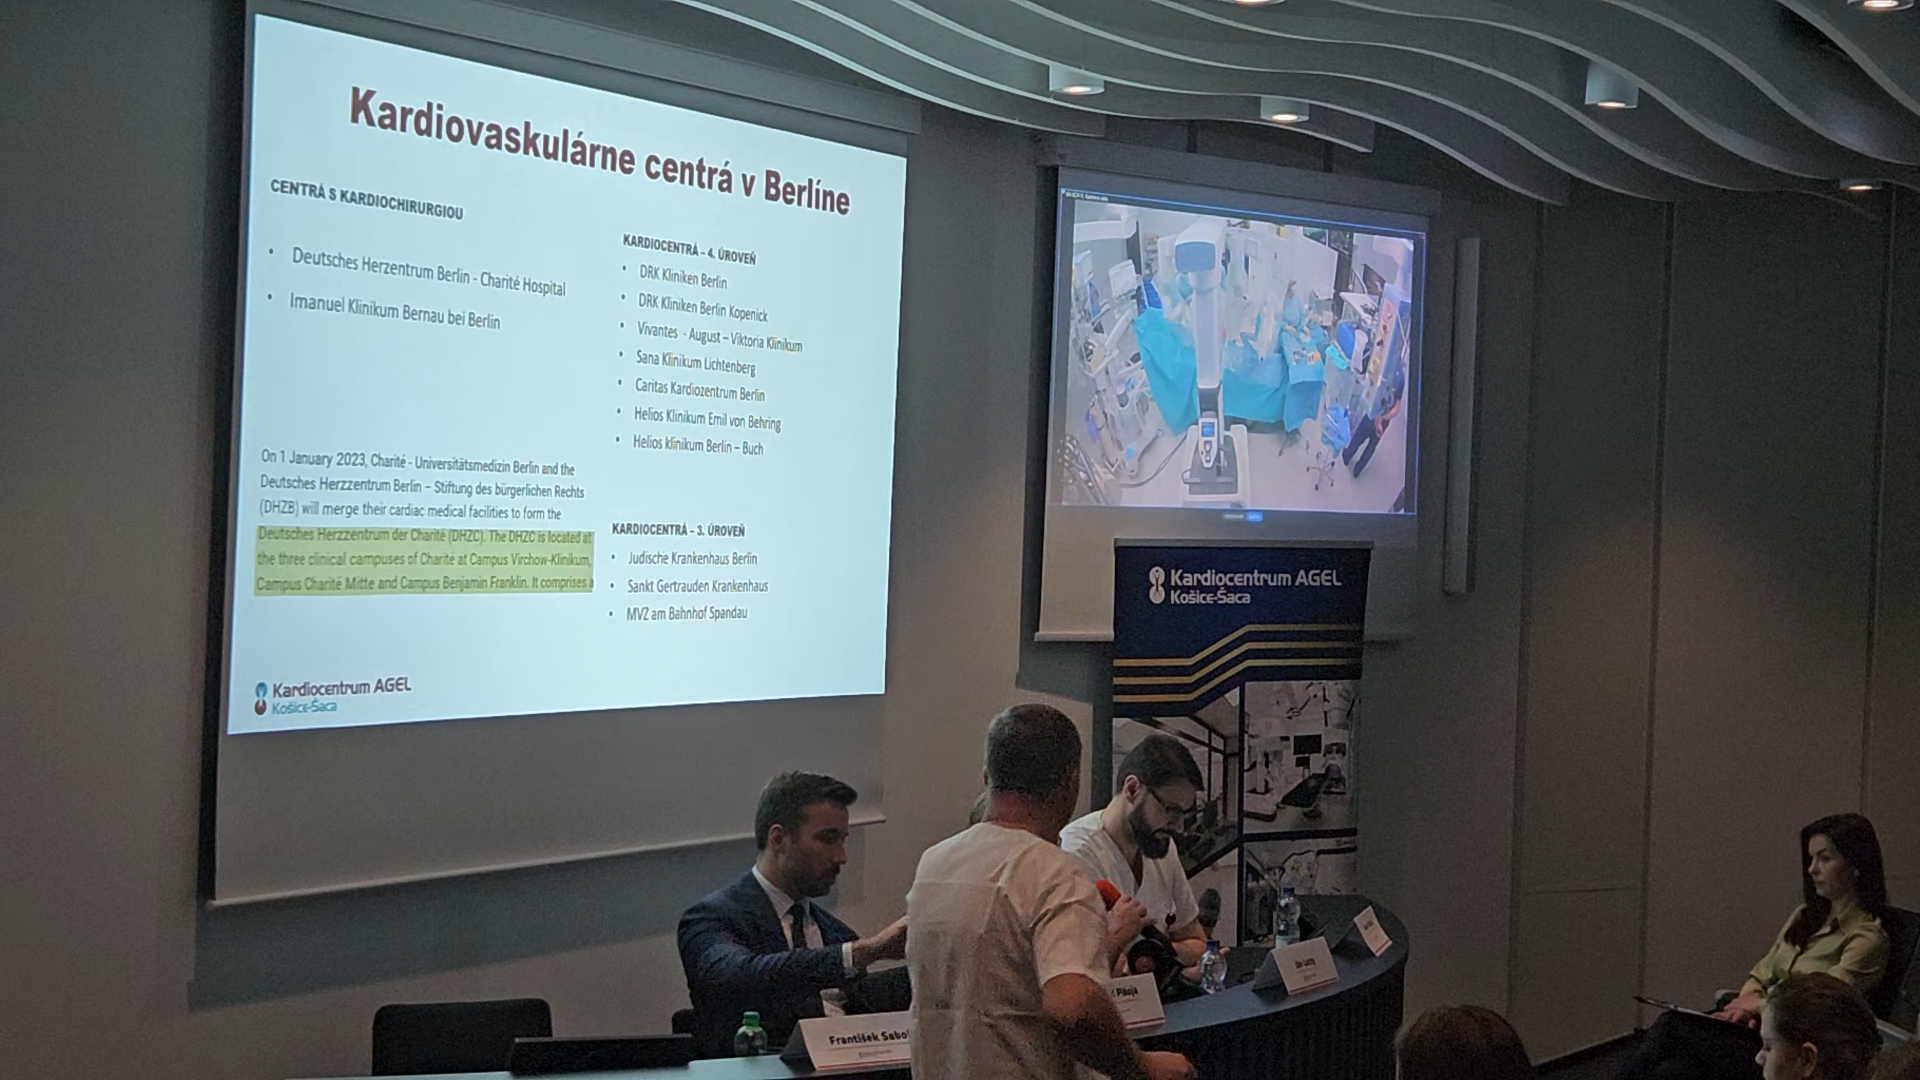 Kardiovaskulárne centrá v Berlíne
CENTRÁ S KARDIOCHIRURGIOU
• Deutsches Herzentrum Berlin - Charité Hospital
• Imanuel Klinikum Bernau bei Berlin
On 1 January 2023, Charité - Universitätsmedizin Berlin and the
Deutsches Herzzentrum Berlin – Stiftung des bürgerlichen Rechts
(DHZB) will merge their cardiac medical facilities to form the
Deutsches Herzzentrum der Charité (DHZC). The DHZC is located at
the three clinical campuses of Charité at Campus Virchow-Klinikum,
Campus Charité Mitte and Campus Benjamin Franklin. It comprises a
KARDIOCENTRÁ – 4. ÚROVEŇ
• DRK Kliniken Berlin
• DRK Kliniken Berlin Kopenick
• Vivantes - August – Viktoria Klinikum
• Sana Klinikum Lichtenberg
• Caritas Kardiozentrum Berlin
• Helios Klinikum Emil von Behring
• Helios klinikum Berlin – Buch
KARDIOCENTRÁ – 3. ÚROVEŇ
• Judische Krankenhaus Berlin
• Sankt Gertrauden Krankenhaus
• MVZ am Bahnhof Spandau
Kardiocentrum AGEL
Košice-Šaca
Kardiocentrum AGEL
Košice-Šaca
František Sabo
Pišoja